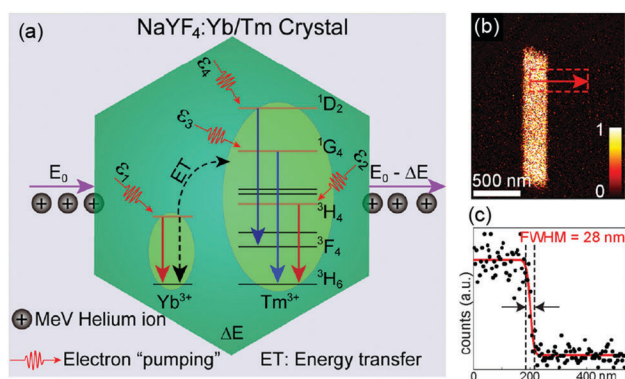 (a) NaYF₄:Yb/Tm Crystal
ε₄
¹D₂
ε₃
¹G₄
ε₂
E₀
ε₁
ET
E₀ - ΔE
³H₄
³F₄
³H₆
Yb³⁺
Tm³⁺
MeV Helium ion
ΔE
Electron “pumping”
ET: Energy transfer
(b)
1
0
500 nm
(c)
FWHM = 28 nm
counts (a.u.)
0
200
400 nm